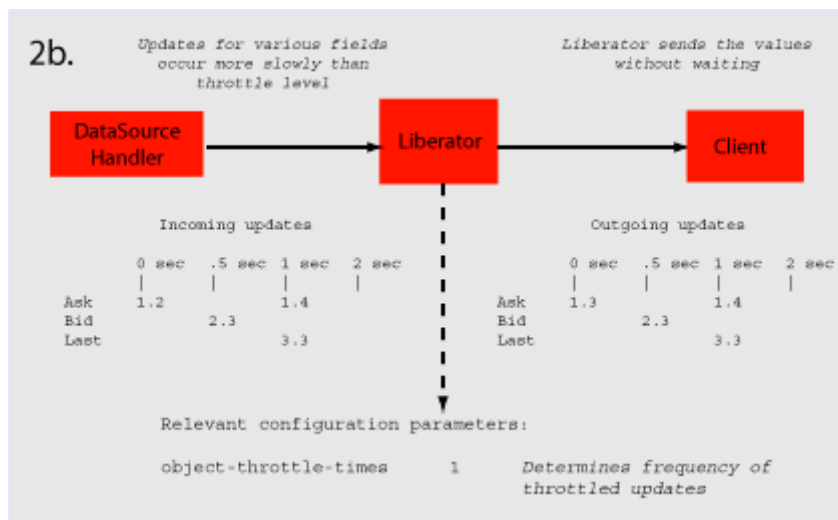 2b.
Updates for various fields
occur more slowly than
throttle level
Liberator sends the values
without waiting
DataSource
Handler
Liberator
Client
Incoming updates
0 sec .5 sec 1 sec 2 sec
| | | |
Ask 1.2 1.4
Bid 2.3
Last 3.3
Outgoing updates
0 sec .5 sec 1 sec 2 sec
| | | |
Ask 1.3 1.4
Bid 2.3
Last 3.3
Relevant configuration parameters:
object-throttle-times 1 Determines frequency of
throttled updates